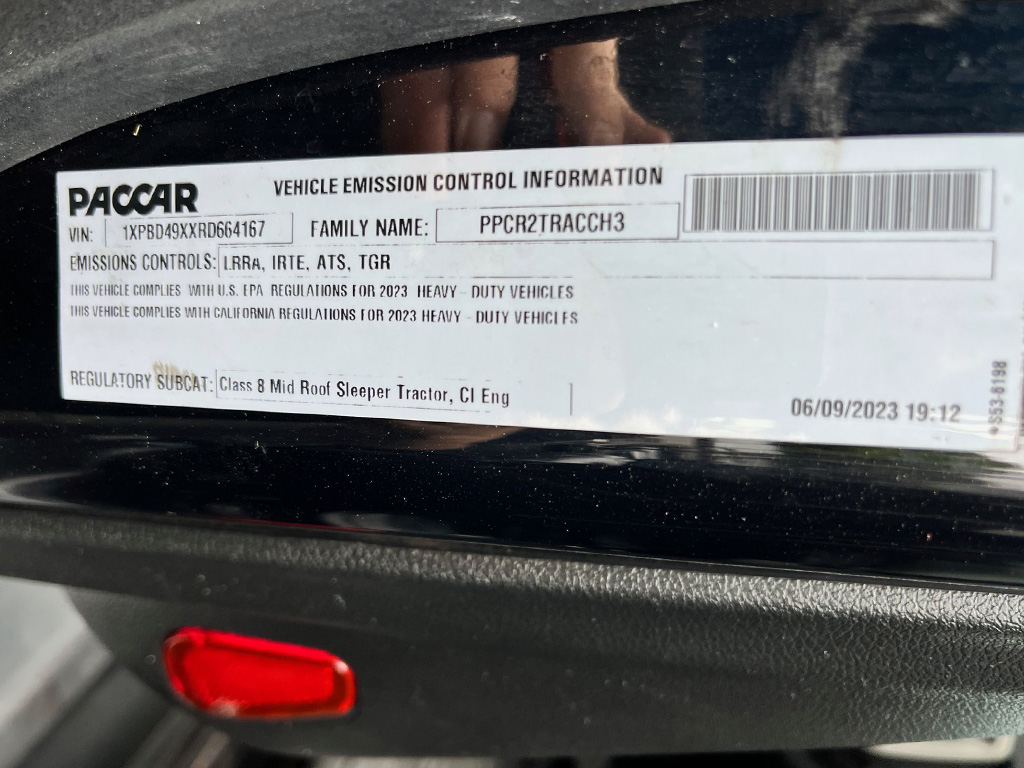 PACCAR VEHICLE EMISSION CONTROL INFORMATION
VIN: 1XPBD49XXRD664167 FAMILY NAME: PPCR2TRACCH3
EMISSIONS CONTROLS: LRRA, IRTE, ATS, TGR
THIS VEHICLE COMPLIES WITH U.S. EPA REGULATIONS FOR 2023 HEAVY - DUTY VEHICLES
THIS VEHICLE COMPLIES WITH CALIFORNIA REGULATIONS FOR 2023 HEAVY - DUTY VEHICLES
REGULATORY SUBCAT: Class 8 Mid Roof Sleeper Tractor, CI Eng
06/09/2023 19:12